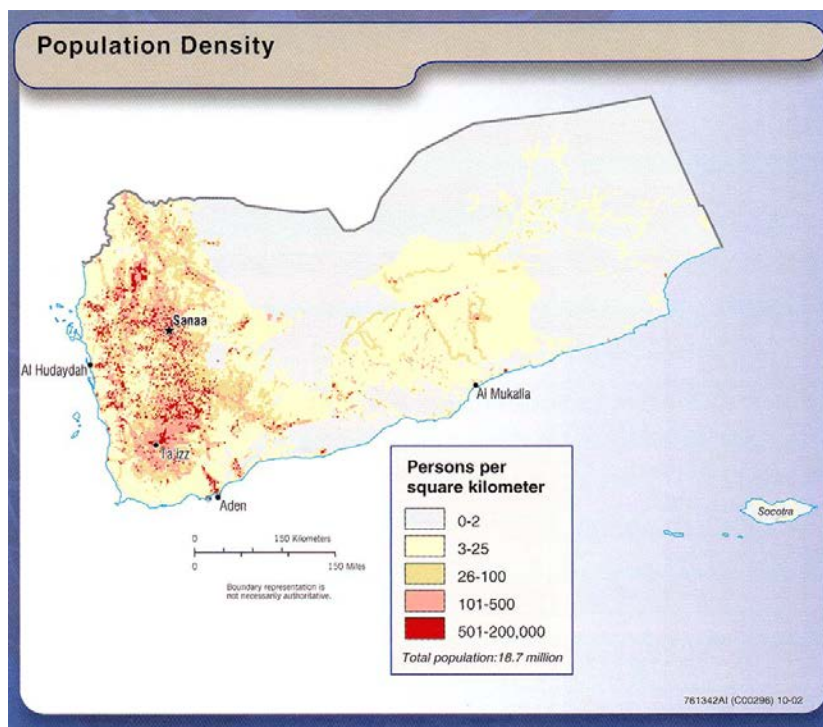 Population Density
Sanaa
Al Hudaydah
Al Mukalla
Ta‘izz
Aden
Socotra
0 150 Kilometers
0 150 Miles
Boundary representation is
not necessarily authoritative.
Persons per
square kilometer
0-2
3-25
26-100
101-500
501-200,000
Total population:18.7 million
761342AI (C00296) 10-02